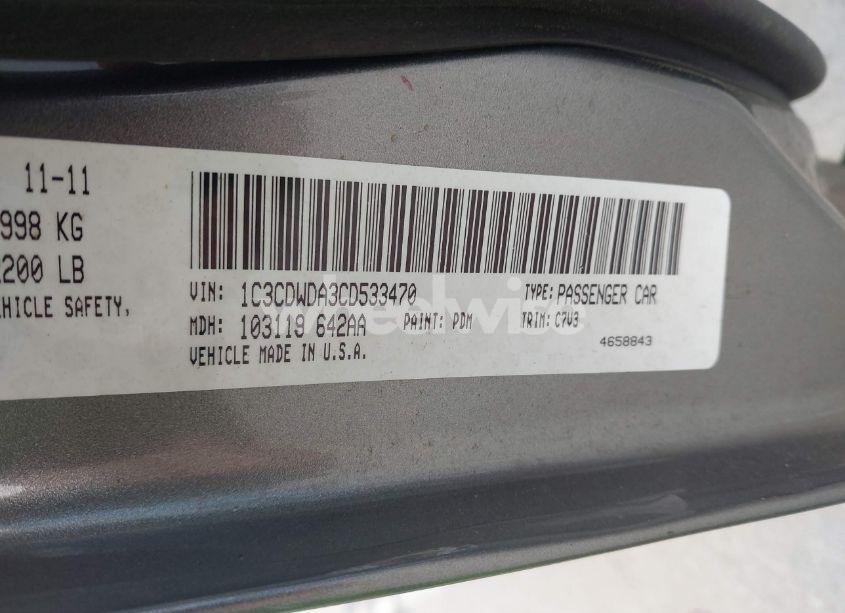 11-11
998 KG
200 LB
EHICLE SAFETY,
VIN: 1C3CDWDA3CD533470 TYPE: PASSENGER CAR
MDH: 103119 642AA PAINT: PDM TRIM: C7V3
VEHICLE MADE IN U.S.A. 4658843